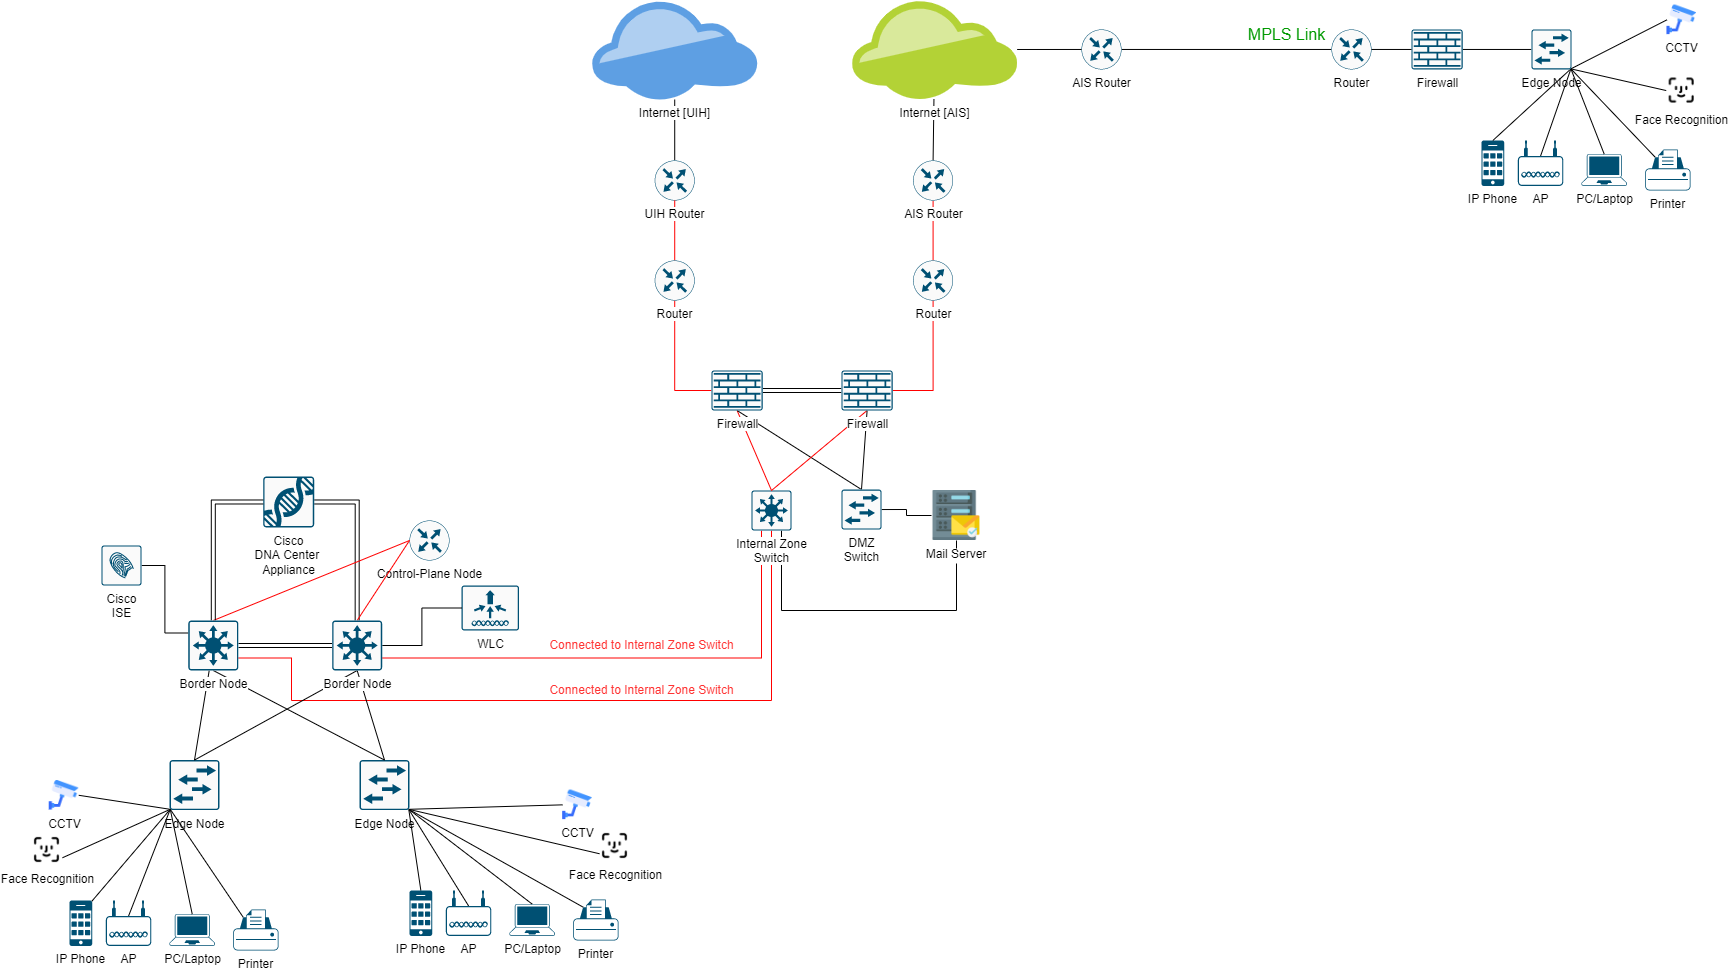 MPLS Link
CCTV
Internet [UIH]
Internet [AIS]
AIS Router
Router
Firewall
Edge Node
Face Recognition
IP Phone
AP
PC/Laptop
Printer
UIH Router
AIS Router
Router
Router
Firewall
Firewall
Cisco
DNA Center
Appliance
Internal Zone
Switch
DMZ
Switch
Mail Server
Control-Plane Node
Cisco
ISE
WLC
Connected to Internal Zone Switch
Border Node
Border Node
Connected to Internal Zone Switch
CCTV
Edge Node
Edge Node
CCTV
Face Recognition
Face Recognition
IP Phone
AP
PC/Laptop
Printer
IP Phone
AP
PC/Laptop
Printer